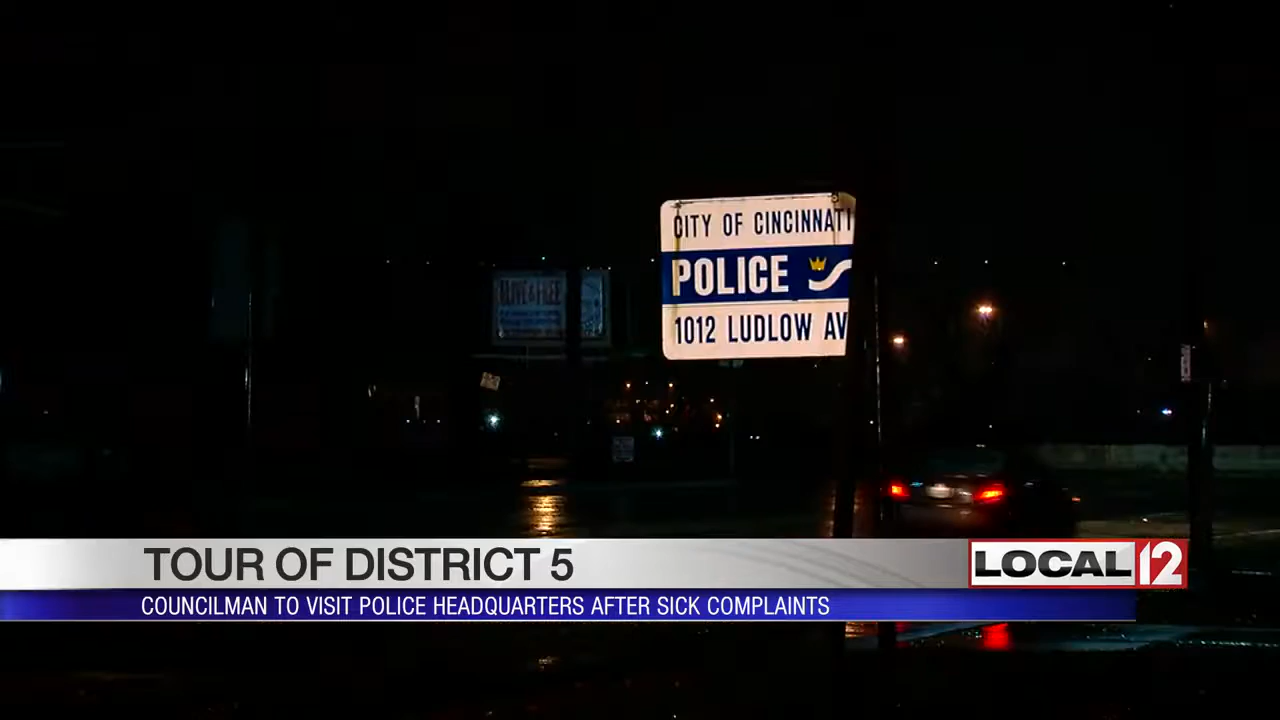 CITY OF CINCINNATI
POLICE
1012 LUDLOW AV
TOUR OF DISTRICT 5
LOCAL 12
COUNCILMAN TO VISIT POLICE HEADQUARTERS AFTER SICK COMPLAINTS